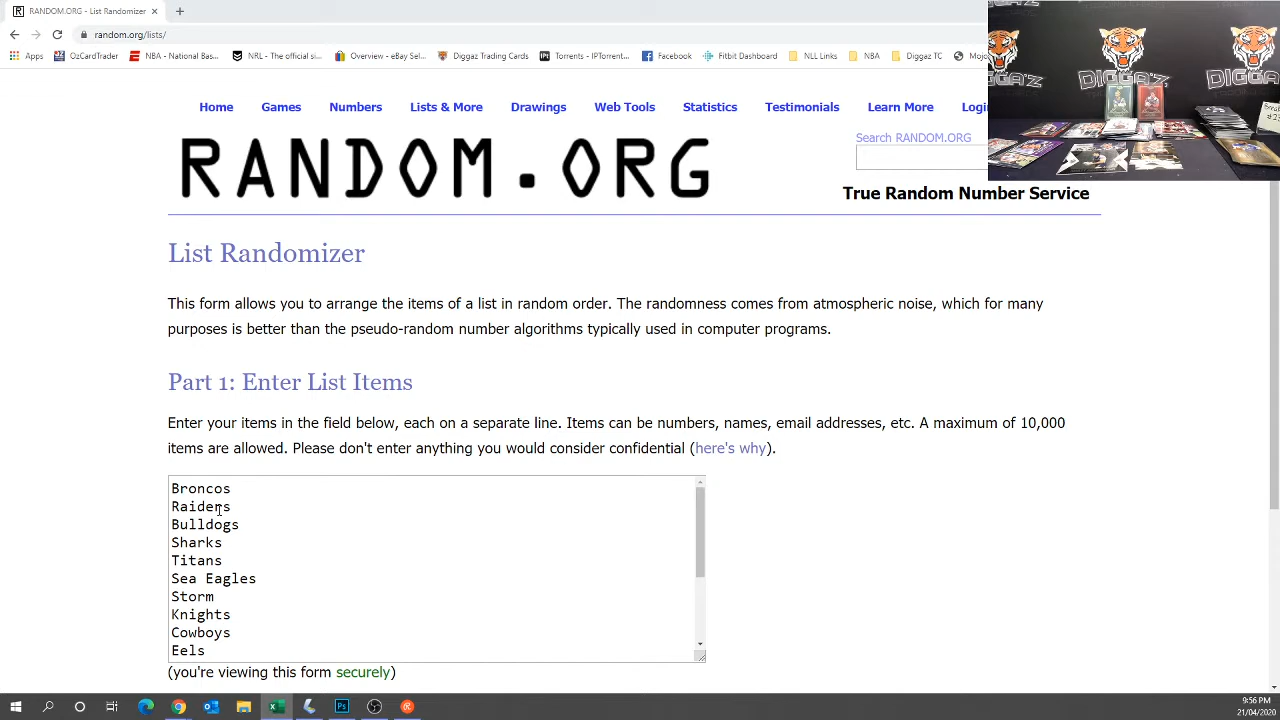 RANDOM.ORG - List Randomizer
random.org/lists/
Apps OzCardTrader NBA - National Bas... NRL - The official si... Overview - eBay Sel... Diggaz Trading Cards Torrents - IPTorrent... Facebook Fitbit Dashboard NLL Links NBA Diggaz TC
Home Games Numbers Lists & More Drawings Web Tools Statistics Testimonials Learn More Login
DIGGA'Z
RANDOM.ORG
Search RANDOM.ORG
True Random Number Service
List Randomizer
This form allows you to arrange the items of a list in random order. The randomness comes from atmospheric noise, which for many
purposes is better than the pseudo-random number algorithms typically used in computer programs.
Part 1: Enter List Items
Enter your items in the field below, each on a separate line. Items can be numbers, names, email addresses, etc. A maximum of 10,000
items are allowed. Please don't enter anything you would consider confidential (here's why).
Broncos
Raiders
Bulldogs
Sharks
Titans
Sea Eagles
Storm
Knights
Cowboys
Eels
(you're viewing this form securely)
9:56 PM
21/04/2020